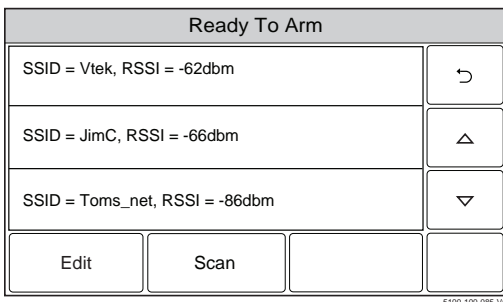 Ready To Arm
SSID = Vtek, RSSI = -62dbm
SSID = JimC, RSSI = -66dbm
SSID = Toms_net, RSSI = -86dbm
Edit Scan